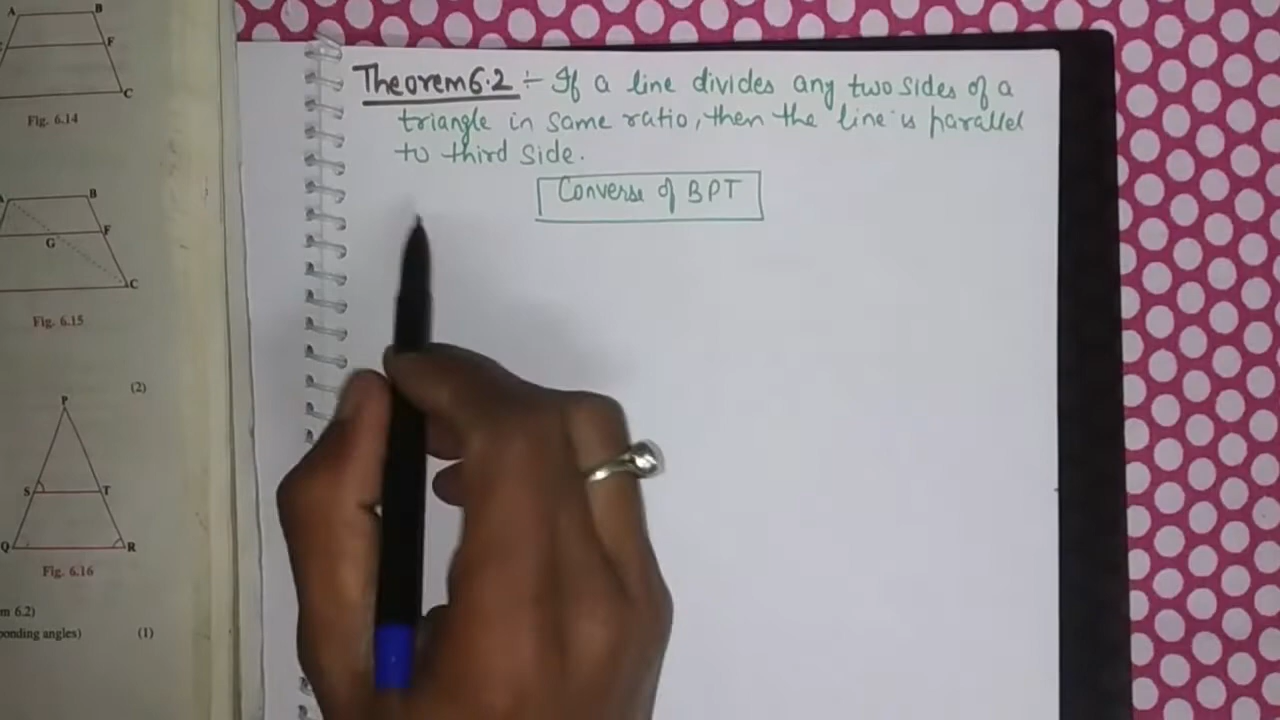 A B
F
C
Fig. 6.14
B
F
G
C
Fig. 6.15
(2)
P
S T
Q R
Fig. 6.16
m 6.2)
ponding angles) (1)
Theorem 6.2 :- If a line divides any two sides of a
triangle in same ratio, then the line is parallel
to third side.
Converse of BPT